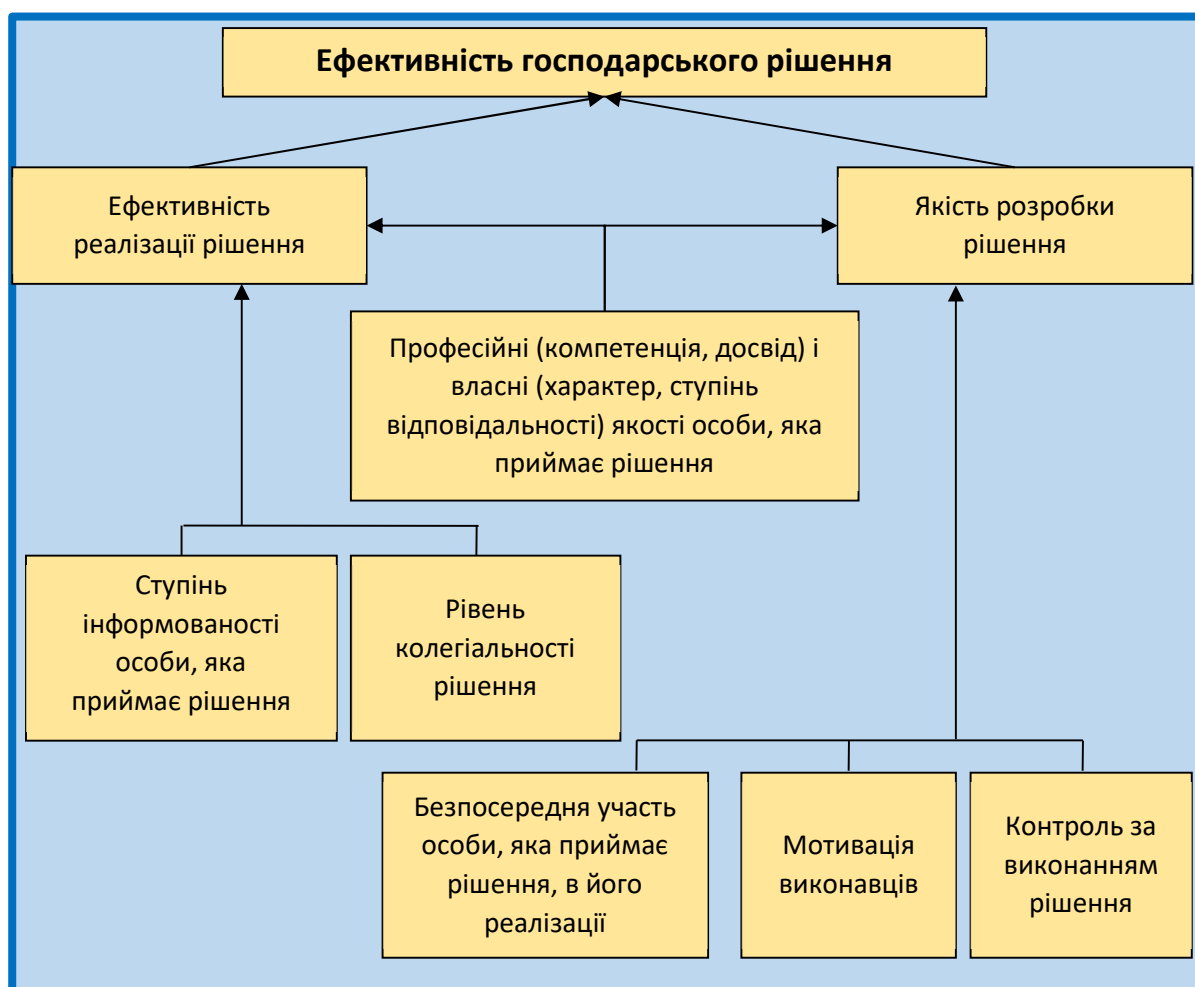 Ефективність господарського рішення
Ефективність
реалізації рішення
Якість розробки
рішення
Професійні (компетенція, досвід) і
власні (характер, ступінь
відповідальності) якості особи, яка
приймає рішення
Ступінь
інформованості
особи, яка
приймає рішення
Рівень
колегіальності
рішення
Безпосередня участь
особи, яка приймає
рішення, в його
реалізації
Мотивація
виконавців
Контроль за
виконанням
рішення